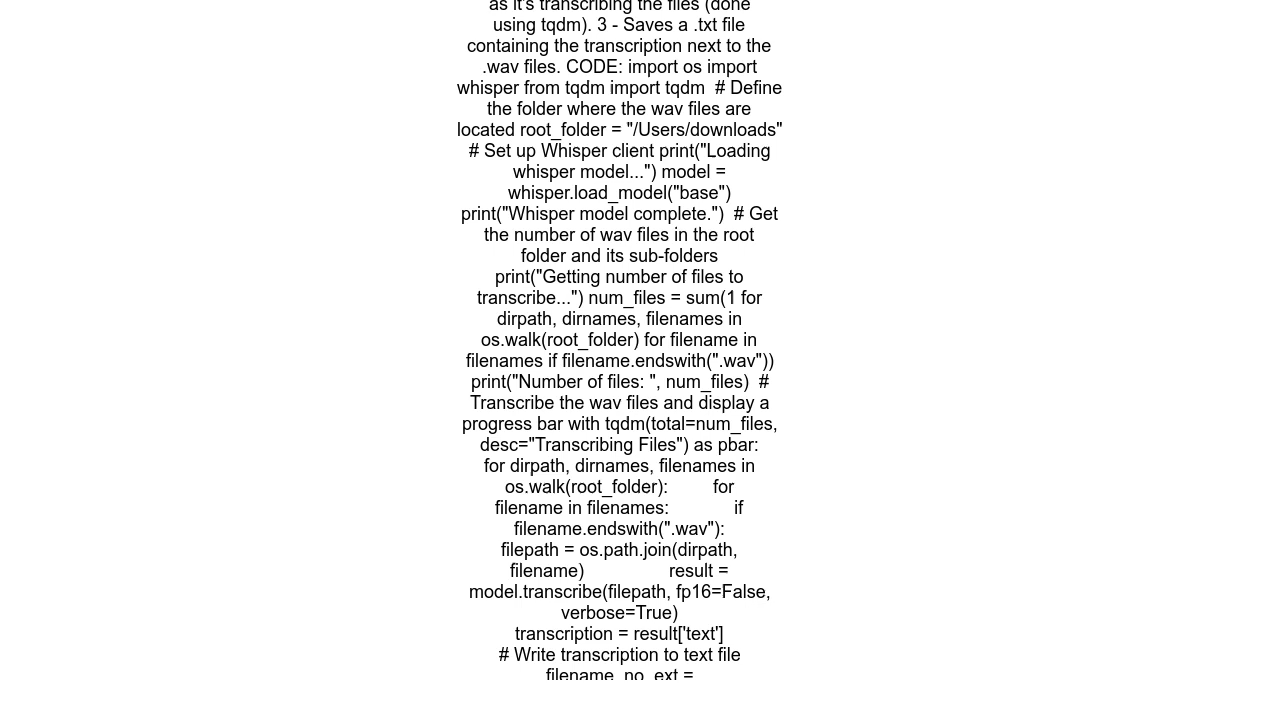 as it's transcribing the files (done
using tqdm). 3 - Saves a .txt file
containing the transcription next to the
.wav files. CODE: import os import
whisper from tqdm import tqdm  # Define
the folder where the wav files are
located root_folder = "/Users/downloads"
# Set up Whisper client print("Loading
whisper model...") model =
whisper.load_model("base")
print("Whisper model complete.")  # Get
the number of wav files in the root
folder and its sub-folders
print("Getting number of files to
transcribe...") num_files = sum(1 for
dirpath, dirnames, filenames in
os.walk(root_folder) for filename in
filenames if filename.endswith(".wav"))
print("Number of files: ", num_files)  #
Transcribe the wav files and display a
progress bar with tqdm(total=num_files,
desc="Transcribing Files") as pbar:
for dirpath, dirnames, filenames in
os.walk(root_folder):         for
filename in filenames:             if
filename.endswith(".wav"):
filepath = os.path.join(dirpath,
filename)                 result =
model.transcribe(filepath, fp16=False,
verbose=True)
transcription = result['text']
# Write transcription to text file
filename_no_ext =